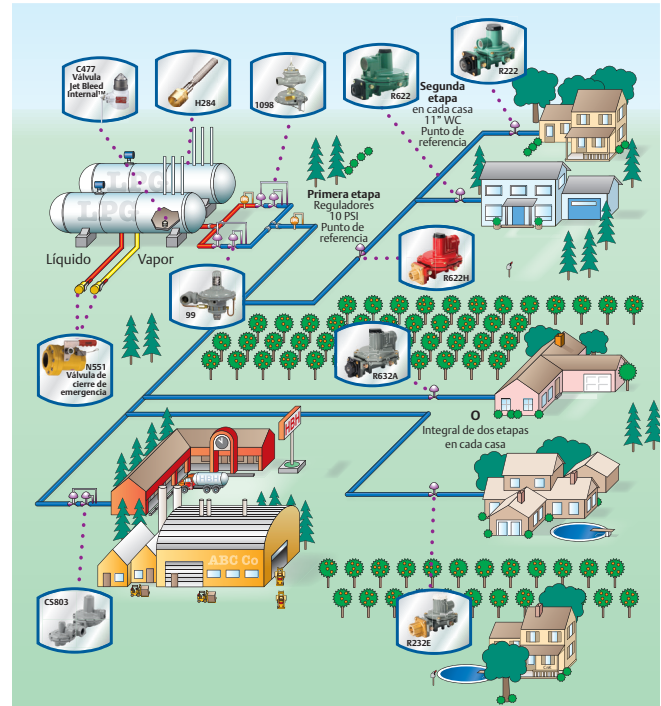 C477
Válvula
Jet Bleed
Internal™
H284
1098
R622
R222
Segunda
etapa
en cada casa
11" WC
Punto de
referencia
LPG
LPG
Primera etapa
Reguladores
10 PSI
Punto de
referencia
Líquido
Vapor
R622H
99
N551
Válvula de
cierre de
emergencia
R632A
O
Integral de dos etapas
en cada casa
HBH
HBH
ABC Co
CS803
R232E